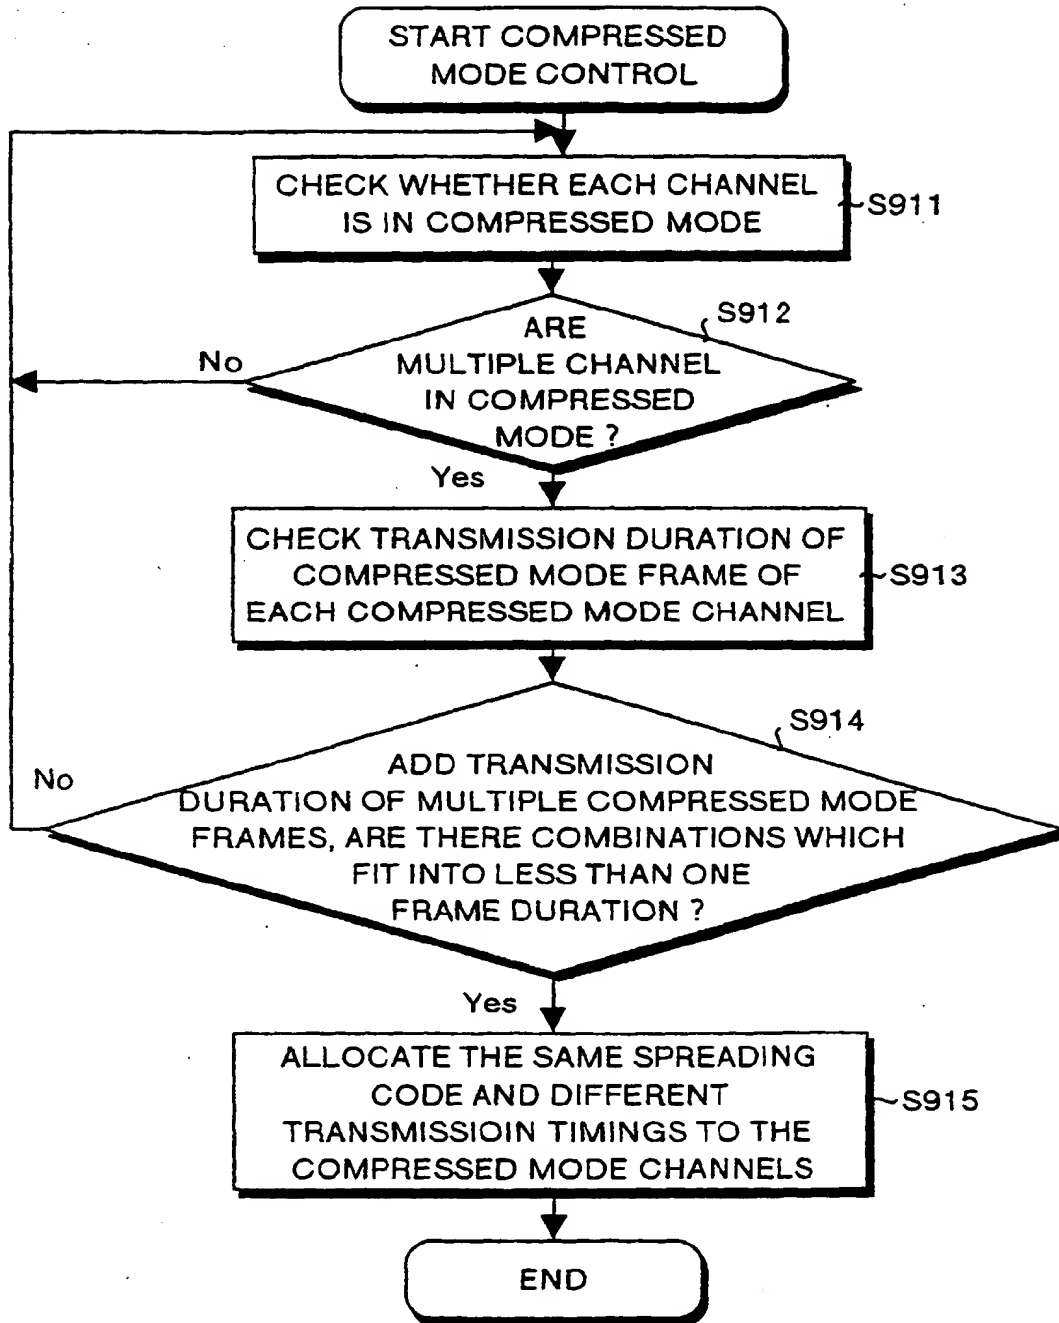 START COMPRESSED
MODE CONTROL
CHECK WHETHER EACH CHANNEL
IS IN COMPRESSED MODE
S911
S912
ARE
MULTIPLE CHANNEL
IN COMPRESSED
MODE ?
No
Yes
CHECK TRANSMISSION DURATION OF
COMPRESSED MODE FRAME OF
EACH COMPRESSED MODE CHANNEL
S913
S914
ADD TRANSMISSION
DURATION OF MULTIPLE COMPRESSED MODE
FRAMES, ARE THERE COMBINATIONS WHICH
FIT INTO LESS THAN ONE
FRAME DURATION ?
No
Yes
ALLOCATE THE SAME SPREADING
CODE AND DIFFERENT
TRANSMISSIOIN TIMINGS TO THE
COMPRESSED MODE CHANNELS
S915
END